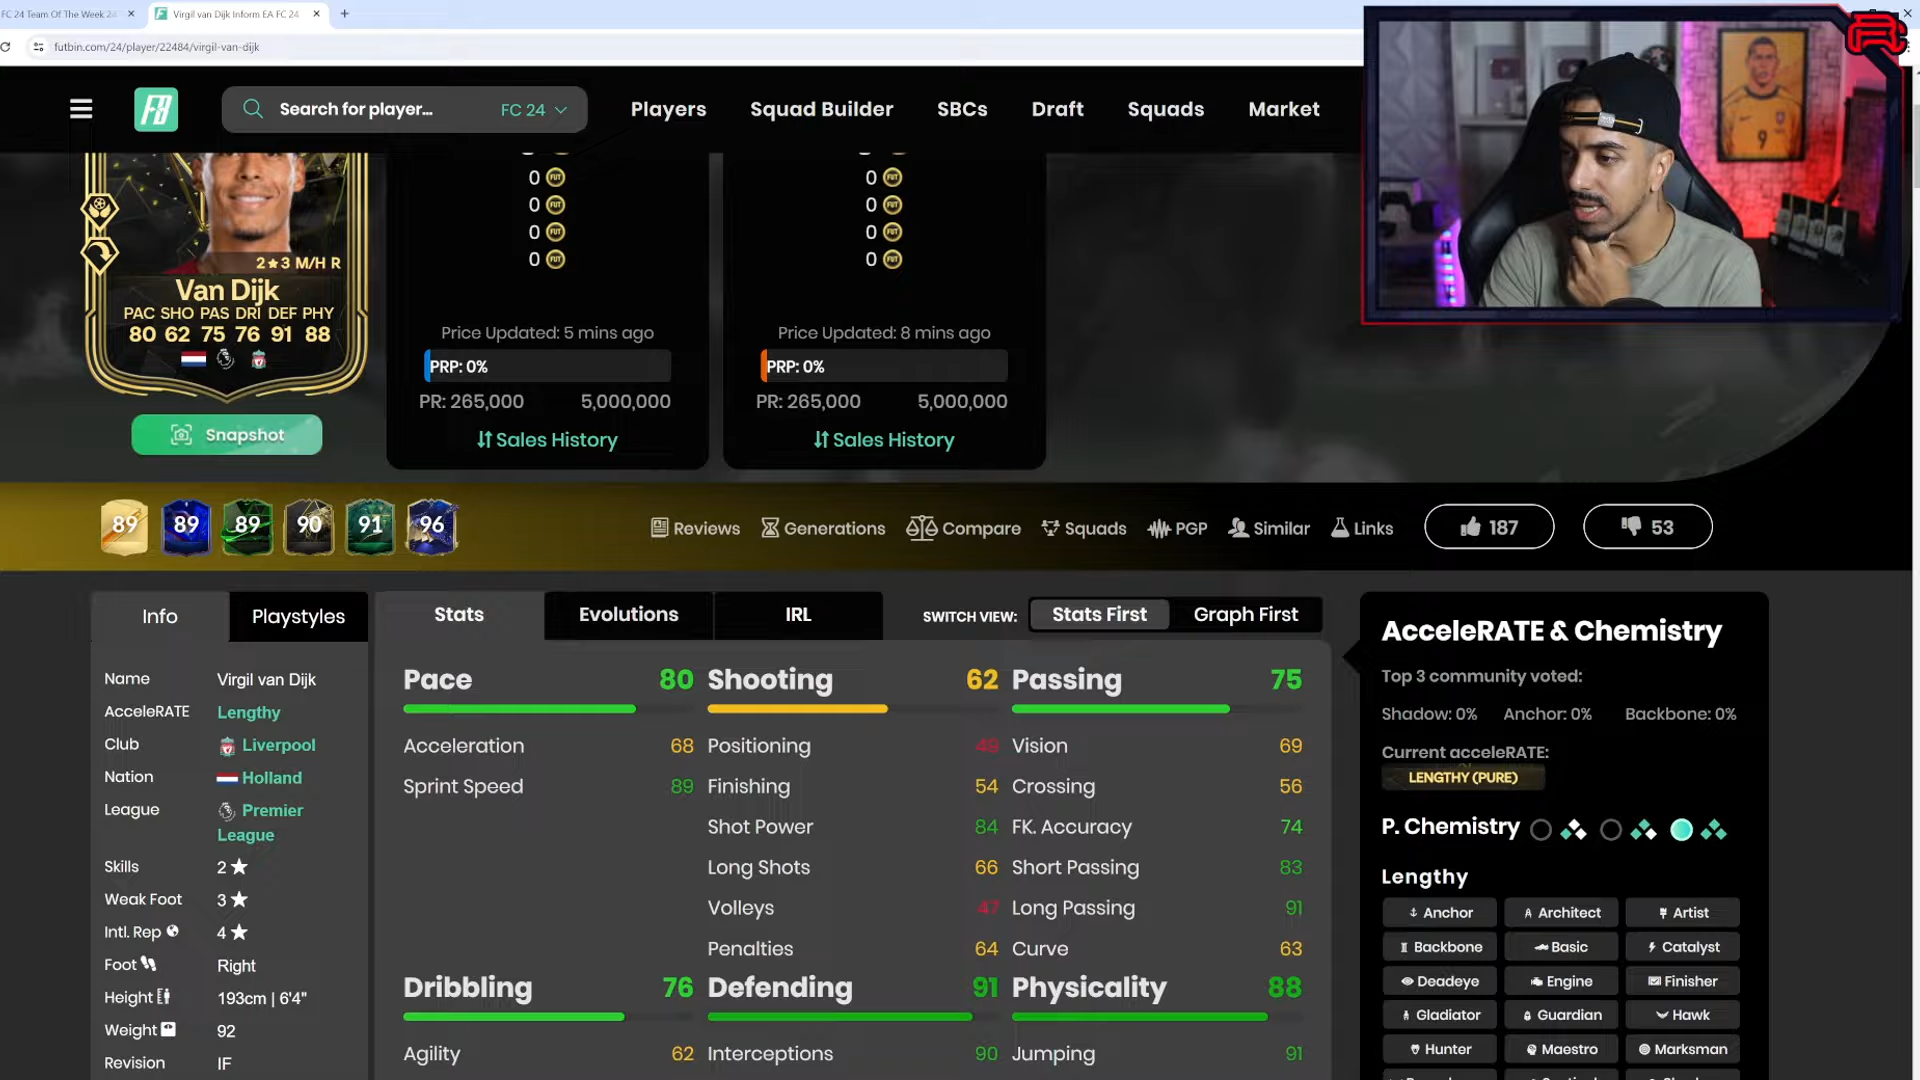 FC 24 Team Of The Week 24
Virgil van Dijk Inform EA FC 24
futbin.com/24/player/22484/virgil-van-dijk
Search for player... FC 24
Players
Squad Builder
SBCs
Draft
Squads
Market
2★3 M/H R
Van Dijk
PAC SHO PAS DRI DEF PHY
80 62 75 76 91 88
Snapshot
0
0
0
0
Price Updated: 5 mins ago
PRP: 0%
PR: 265,000 5,000,000
Sales History
0
0
0
0
Price Updated: 8 mins ago
PRP: 0%
PR: 265,000 5,000,000
Sales History
89 89 89 90 91 96
Reviews Generations Compare Squads PGP Similar Links
187
53
Info Playstyles
Name Virgil van Dijk
AcceleRATE Lengthy
Club Liverpool
Nation Holland
League Premier
League
Skills 2 ★
Weak Foot 3 ★
Intl. Rep 4 ★
Foot Right
Height 193cm | 6'4"
Weight 92
Revision IF
Stats Evolutions IRL
SWITCH VIEW: Stats First Graph First
Pace 80
Acceleration 68
Sprint Speed 89
Shooting 62
Positioning 49
Finishing 54
Shot Power 84
Long Shots 66
Volleys 47
Penalties 64
Passing 75
Vision 69
Crossing 56
FK. Accuracy 74
Short Passing 83
Long Passing 91
Curve 63
Dribbling 76
Agility 62
Defending 91
Interceptions 90
Physicality 88
Jumping 91
AcceleRATE & Chemistry
Top 3 community voted:
Shadow: 0% Anchor: 0% Backbone: 0%
Current acceleRATE:
LENGTHY (PURE)
P. Chemistry
Lengthy
Anchor Architect Artist
Backbone Basic Catalyst
Deadeye Engine Finisher
Gladiator Guardian Hawk
Hunter Maestro Marksman
9